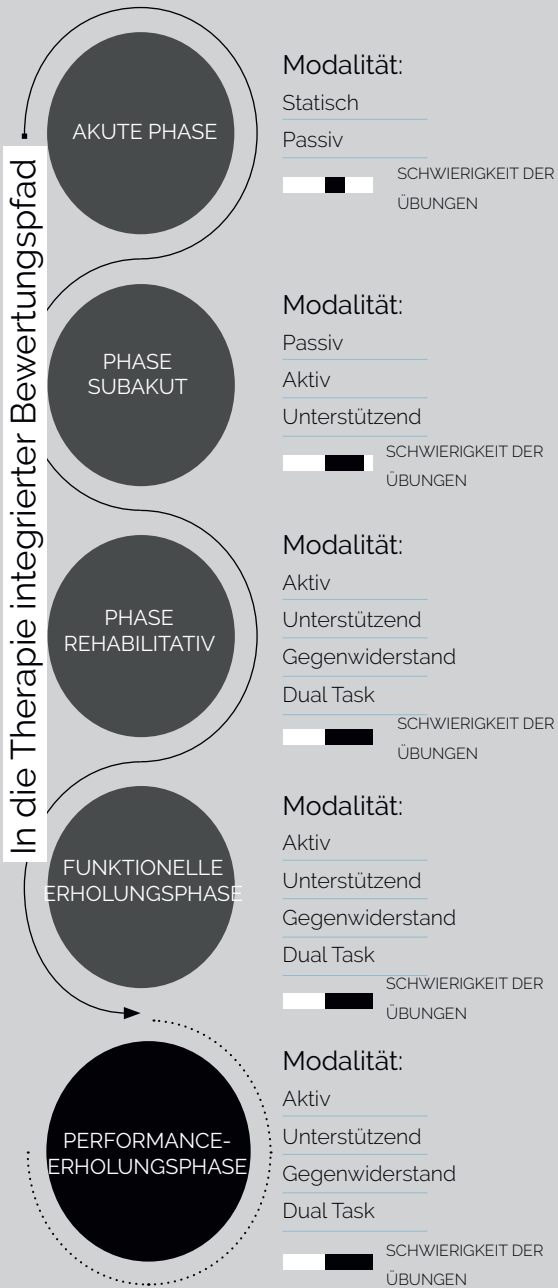 In die Therapie integrierter Bewertungspfad
AKUTE PHASE
Modalität:
Statisch
Passiv
SCHWIERIGKEIT DER
ÜBUNGEN
PHASE
SUBAKUT
Modalität:
Passiv
Aktiv
Unterstützend
SCHWIERIGKEIT DER
ÜBUNGEN
PHASE
REHABILITATIV
Modalität:
Aktiv
Unterstützend
Gegenwiderstand
Dual Task
SCHWIERIGKEIT DER
ÜBUNGEN
FUNKTIONELLE
ERHOLUNGSPHASE
Modalität:
Aktiv
Unterstützend
Gegenwiderstand
Dual Task
SCHWIERIGKEIT DER
ÜBUNGEN
PERFORMANCE-
ERHOLUNGSPHASE
Modalität:
Aktiv
Unterstützend
Gegenwiderstand
Dual Task
SCHWIERIGKEIT DER
ÜBUNGEN